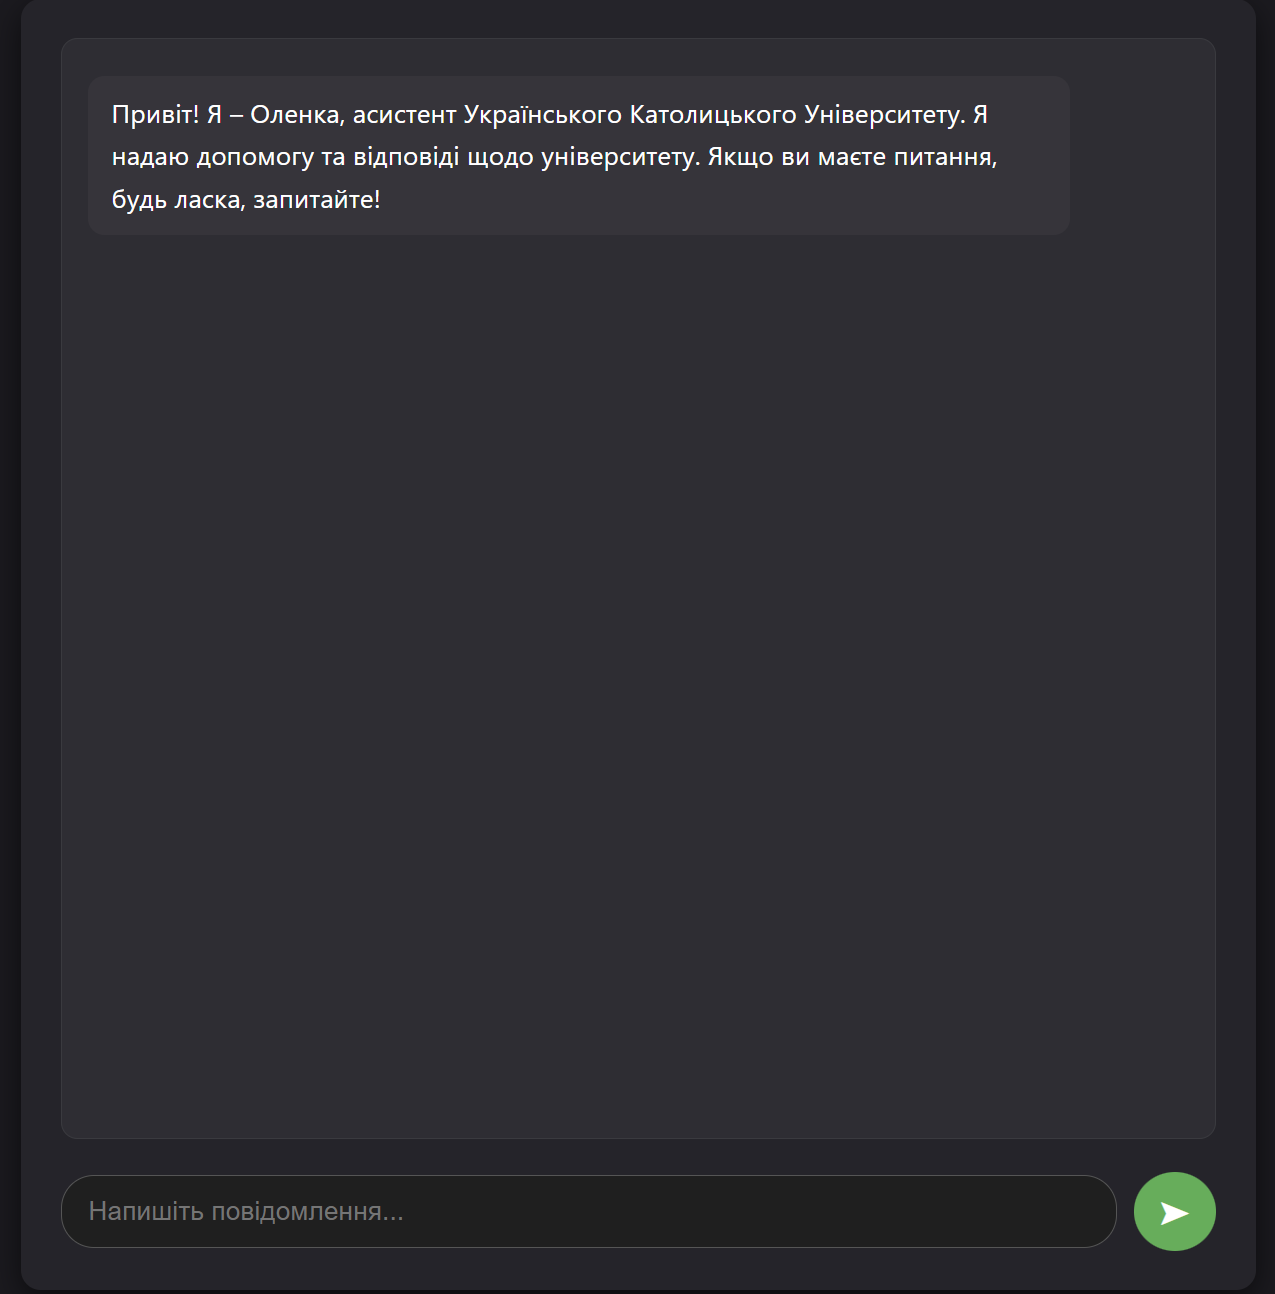 Привіт! Я – Оленка, асистент Українського Католицького Університету. Я
надаю допомогу та відповіді щодо університету. Якщо ви маєте питання,
будь ласка, запитайте!
Напишіть повідомлення...